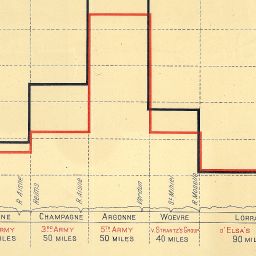 R. Aisne
Reims
R. Aisne
Verdun
St Mihiel
R. Moselle
NE CHAMPAGNE ARGONNE WOEVRE LORRA
ARMY 3RD ARMY 5TH ARMY V. STRANTZ'S GROUP D'ELSA'S
MILES 50 MILES 50 MILES 40 MILES 90 MIL